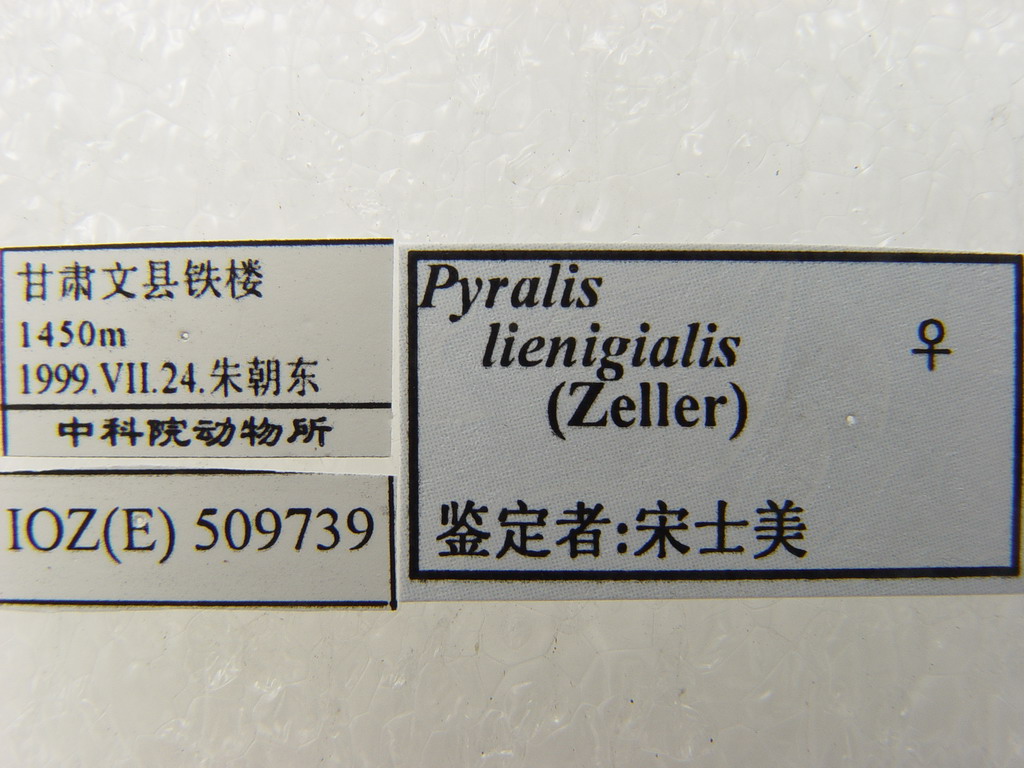 甘肃文县铁楼
1450m
1999.VII.24.朱朝东
中科院动物所
IOZ(E) 509739
Pyralis
lienigialis ♀
(Zeller)
鉴定者:宋士美